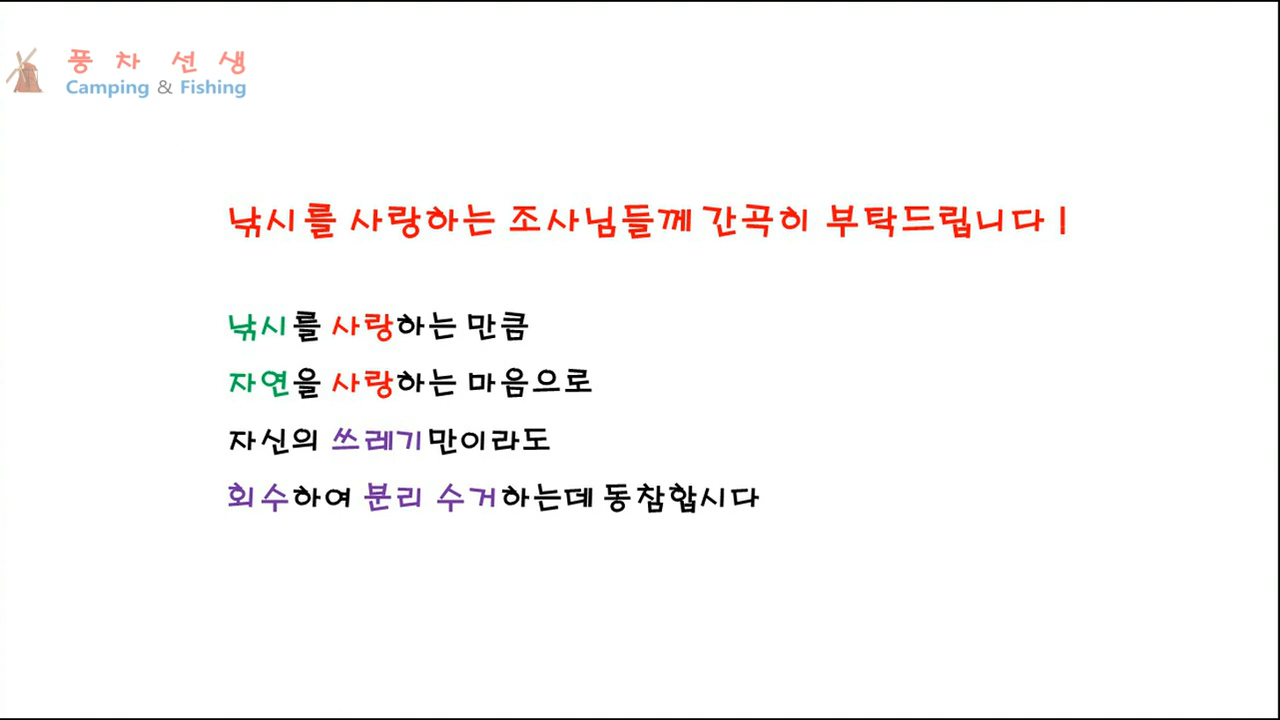 풍차 선생
Camping & Fishing
낚시를 사랑하는 조사님들께 간곡히 부탁드립니다 !
낚시를 사랑하는 만큼
자연을 사랑하는 마음으로
자신의 쓰레기만이라도
회수하여 분리 수거하는데 동참합시다